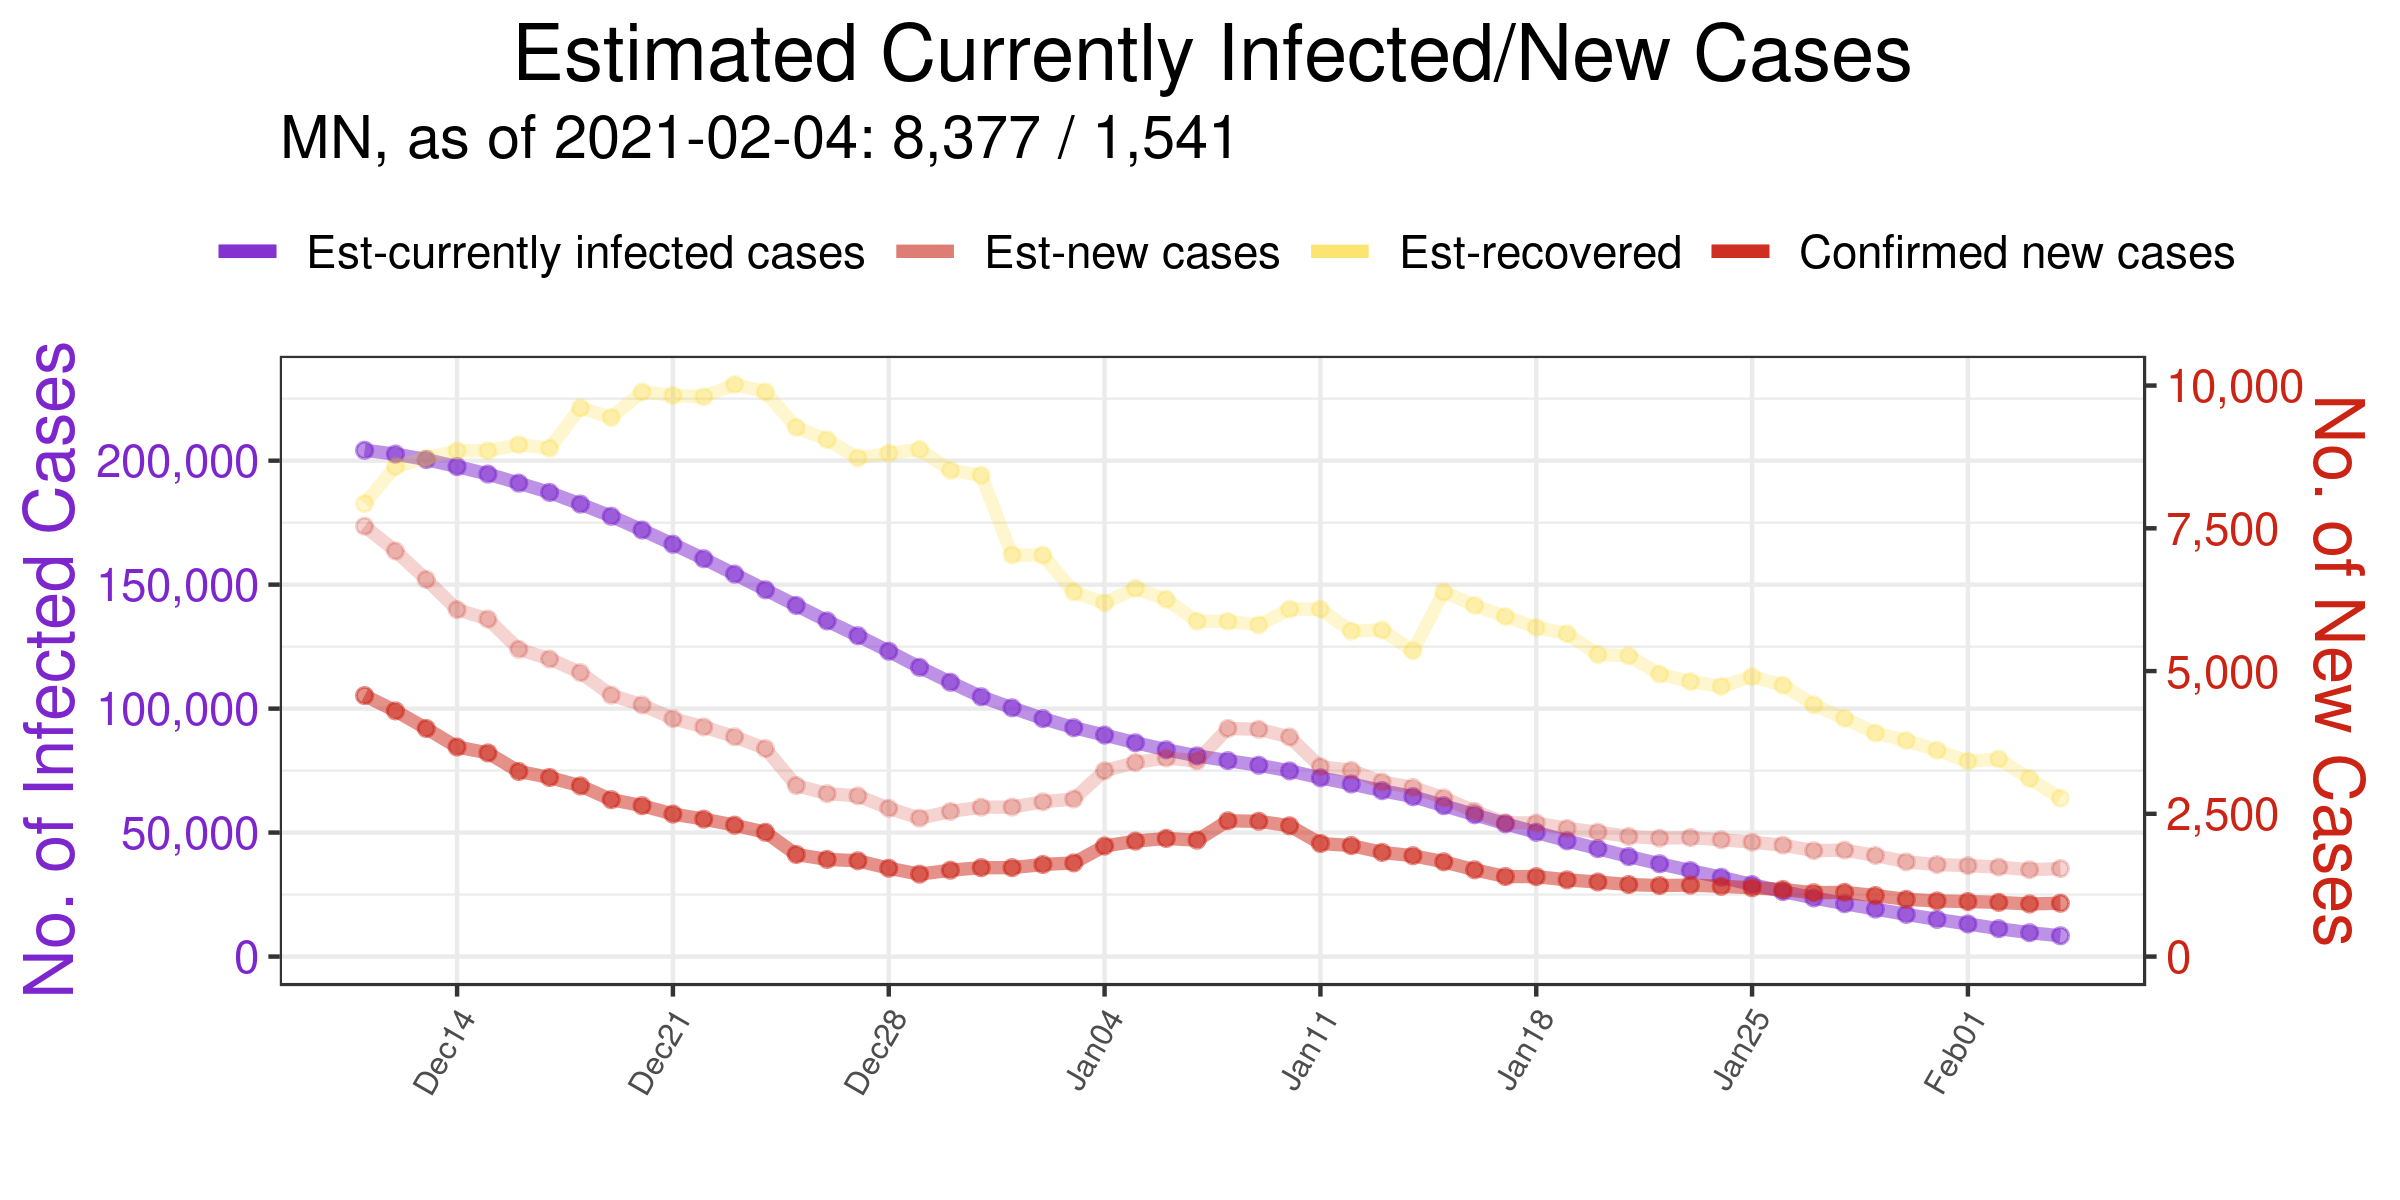 Estimated Currently Infected/New Cases
MN, as of 2021-02-04: 8,377 / 1,541
Est-currently infected cases Est-new cases Est-recovered Confirmed new cases
No. of Infected Cases
200,000
150,000
100,000
50,000
0
10,000
7,500
5,000
2,500
0
No. of New Cases
Dec14 Dec21 Dec28 Jan04 Jan11 Jan18 Jan25 Feb01